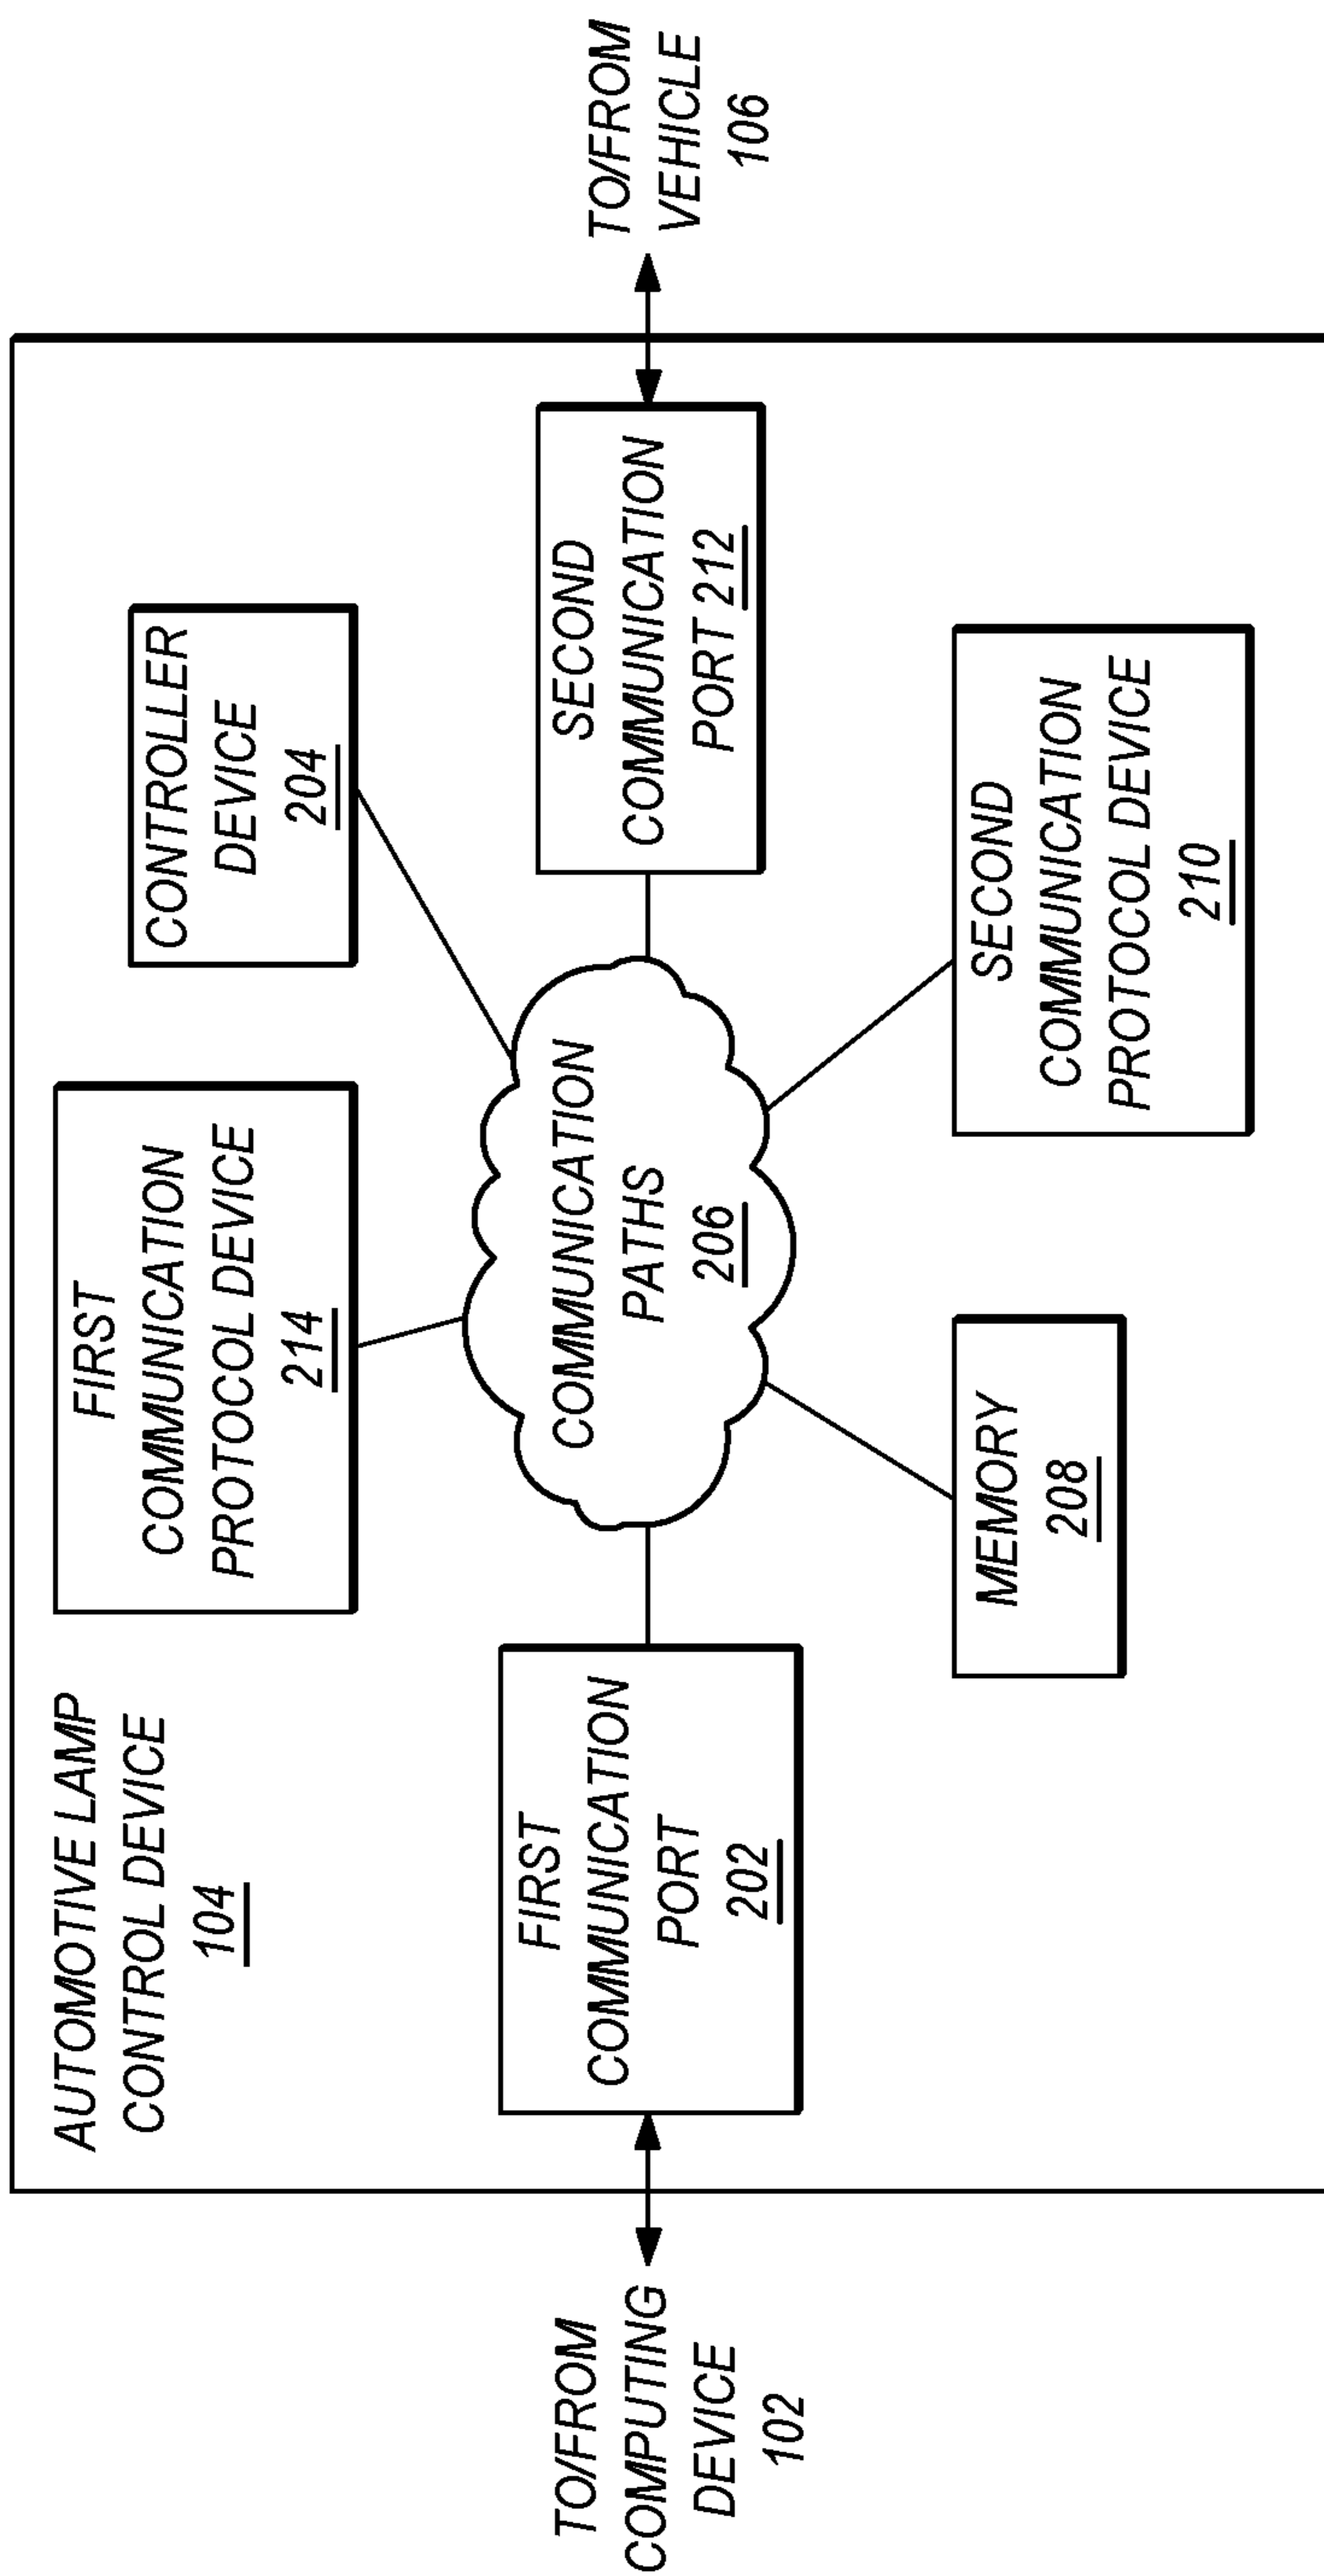 AUTOMOTIVE LAMP
CONTROL DEVICE
104
FIRST
COMMUNICATION
PROTOCOL DEVICE
214
CONTROLLER
DEVICE
204
TO/FROM
COMPUTING
DEVICE
102
FIRST
COMMUNICATION
PORT
202
COMMUNICATION
PATHS
206
SECOND
COMMUNICATION
PORT 212
TO/FROM
VEHICLE
106
MEMORY
208
SECOND
COMMUNICATION
PROTOCOL DEVICE
210